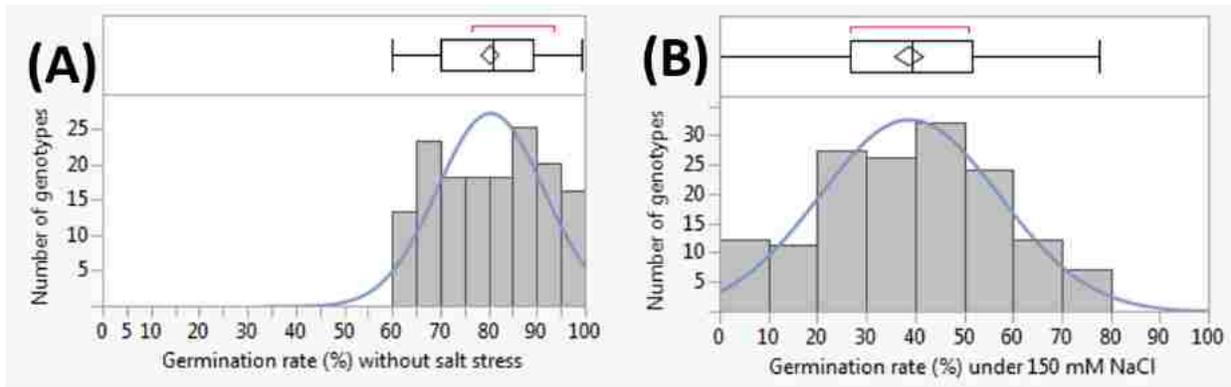 (A)
Number of genotypes
25
20
15
10
5
0 5 10 20 30 40 50 60 70 80 90 100
Germination rate (%) without salt stress
(B)
Number of genotypes
30
25
20
15
10
5
0 10 20 30 40 50 60 70 80 90 100
Germination rate (%) under 150 mM NaCl